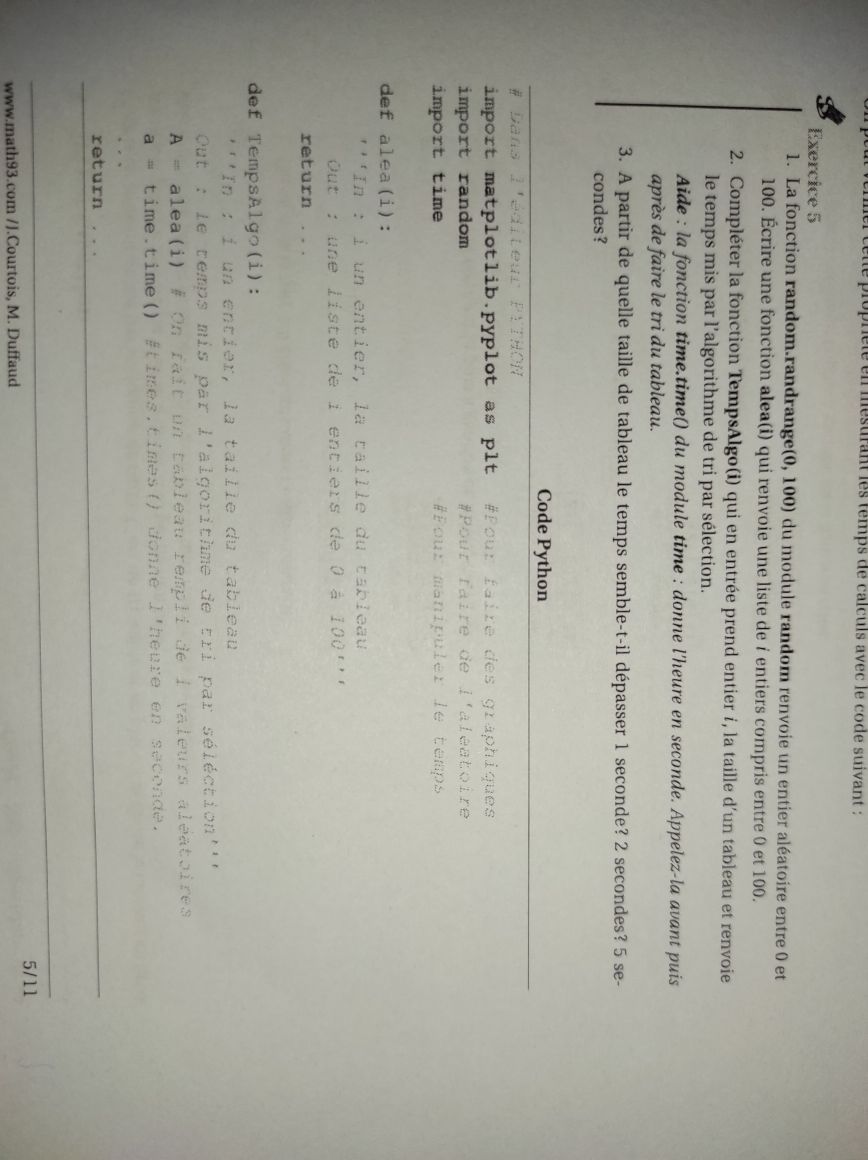 On peut vérifier cette propriété en mesurant les temps de calculs avec le code suivant :
Exercice 5
1. La fonction random.randrange(0, 100) du module random renvoie un entier aléatoire entre 0 et
100. Écrire une fonction alea(i) qui renvoie une liste de i entiers compris entre 0 et 100.
2. Compléter la fonction TempsAlgo(i) qui en entrée prend entier i, la taille d'un tableau et renvoie
le temps mis par l'algorithme de tri par sélection.
Aide : la fonction time.time() du module time : donne l'heure en seconde. Appelez-la avant puis
après de faire le tri du tableau.
3. A partir de quelle taille de tableau le temps semble-t-il dépasser 1 seconde? 2 secondes? 5 se-
condes?
Code Python
# Dans l'éditeur PYTHON
import matplotlib.pyplot as plt #Pour faire des graphiques
import random #Pour faire de l'aleatoire
import time #Pour manipuler le temps
def alea(i):
'''In : i un entier, la taille du tableau
Out : une liste de i entiers de 0 à 100'''
return ...
def TempsAlgo(i):
'''In : i un entier, la taille du tableau
Out : le temps mis par l'algorithme de tri par séléction'''
A = alea(i) # On fait un tableau rempli de i valeurs aléatoires
a = time.time() #times.times() donne l'heure en seconde.
...
return ...
5/11
www.math93.com /J.Courtois, M. Duffaud